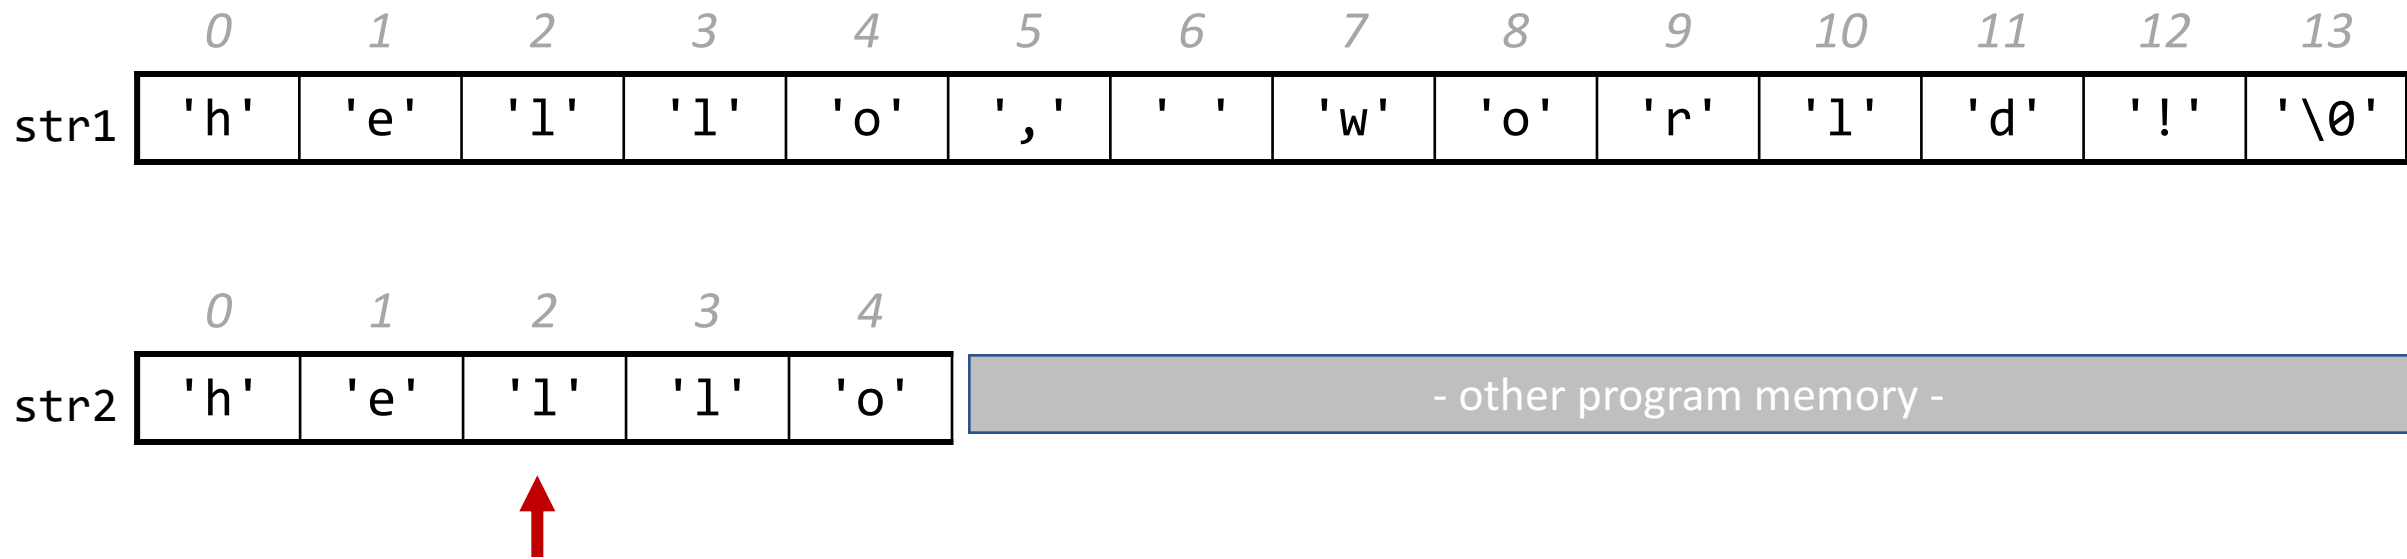 0 1 2 3 4 5 6 7 8 9 10 11 12 13
str1 'h' 'e' 'l' 'l' 'o' ',' ' ' 'w' 'o' 'r' 'l' 'd' '!' '\0'
0 1 2 3 4
str2 'h' 'e' 'l' 'l' 'o' - other program memory -